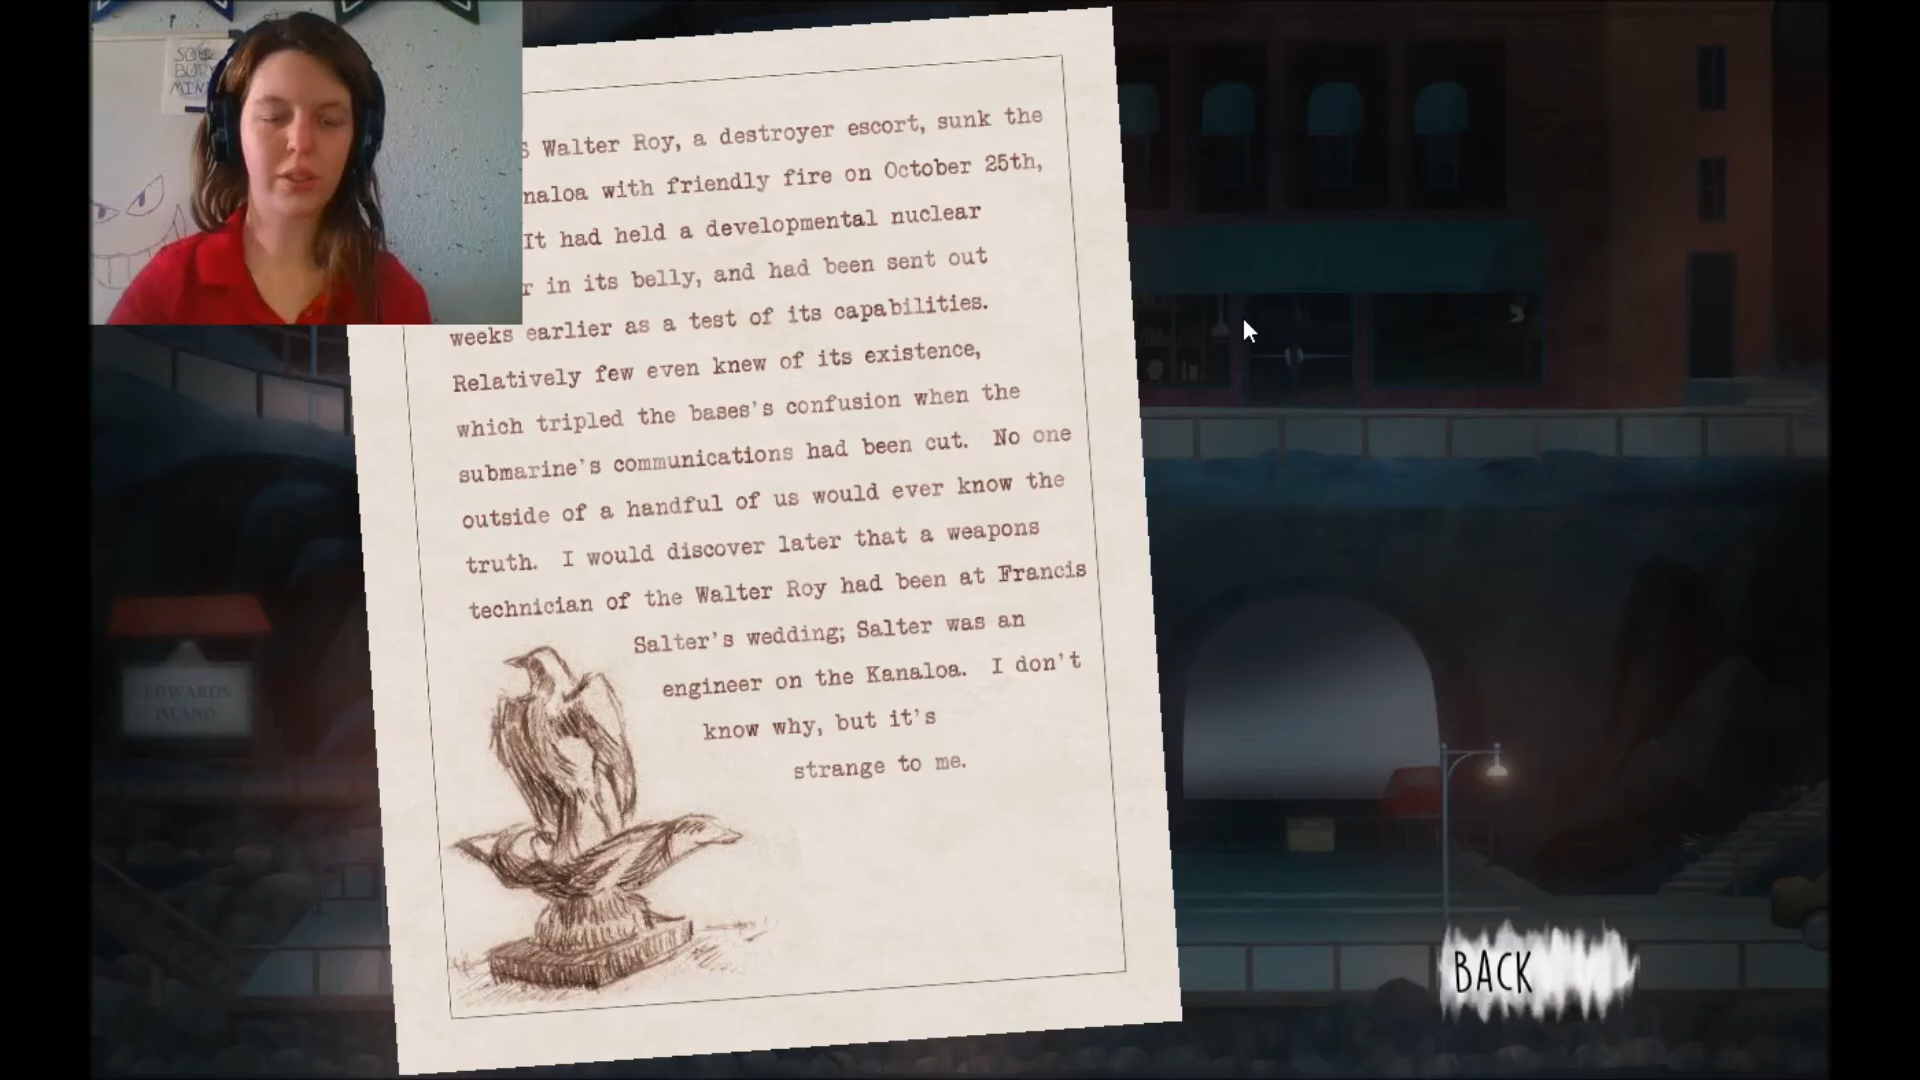 SOUL
BODY
MIND
Walter Roy, a destroyer escort, sunk the
naloa with friendly fire on October 25th,
It had held a developmental nuclear
r in its belly, and had been sent out
weeks earlier as a test of its capabilities.
Relatively few even knew of its existence,
which tripled the bases's confusion when the
submarine's communications had been cut. No one
outside of a handful of us would ever know the
truth. I would discover later that a weapons
technician of the Walter Roy had been at Francis
Salter's wedding; Salter was an
engineer on the Kanaloa. I don't
know why, but it's
strange to me.
EDWARDS
ISLAND
BACK